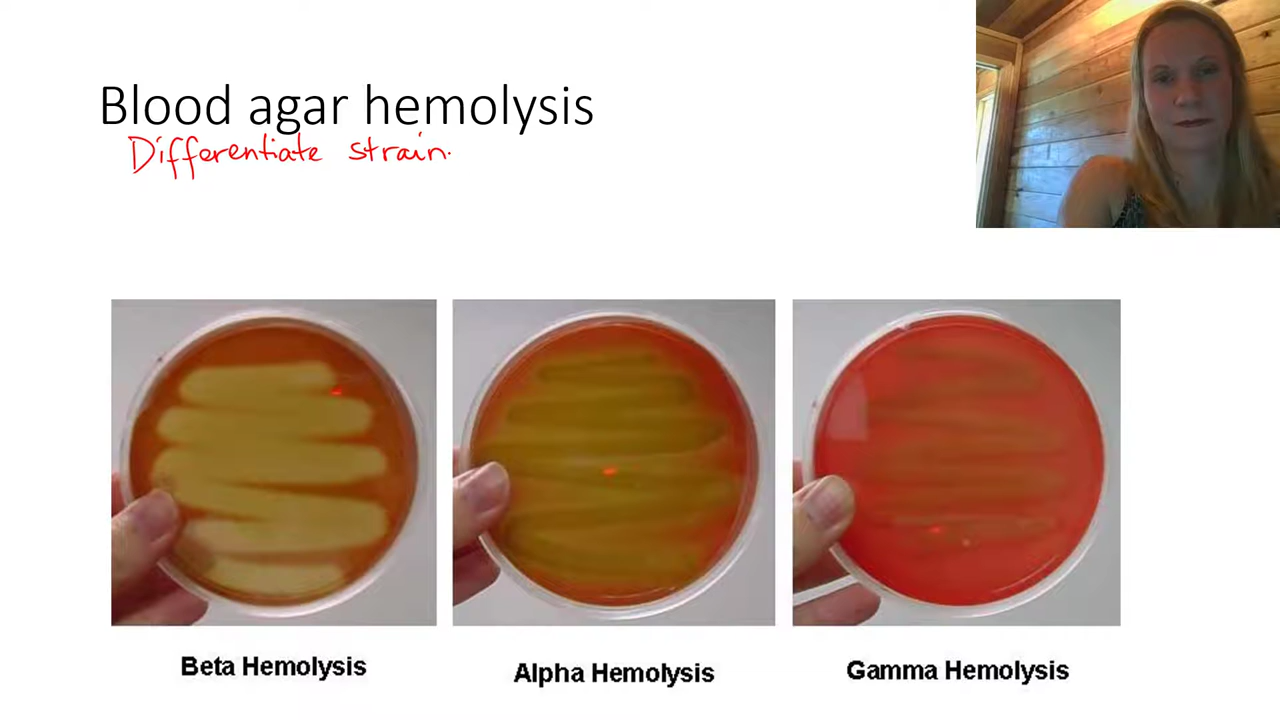 Blood agar hemolysis
Differentiate strain.
Beta Hemolysis
Alpha Hemolysis
Gamma Hemolysis